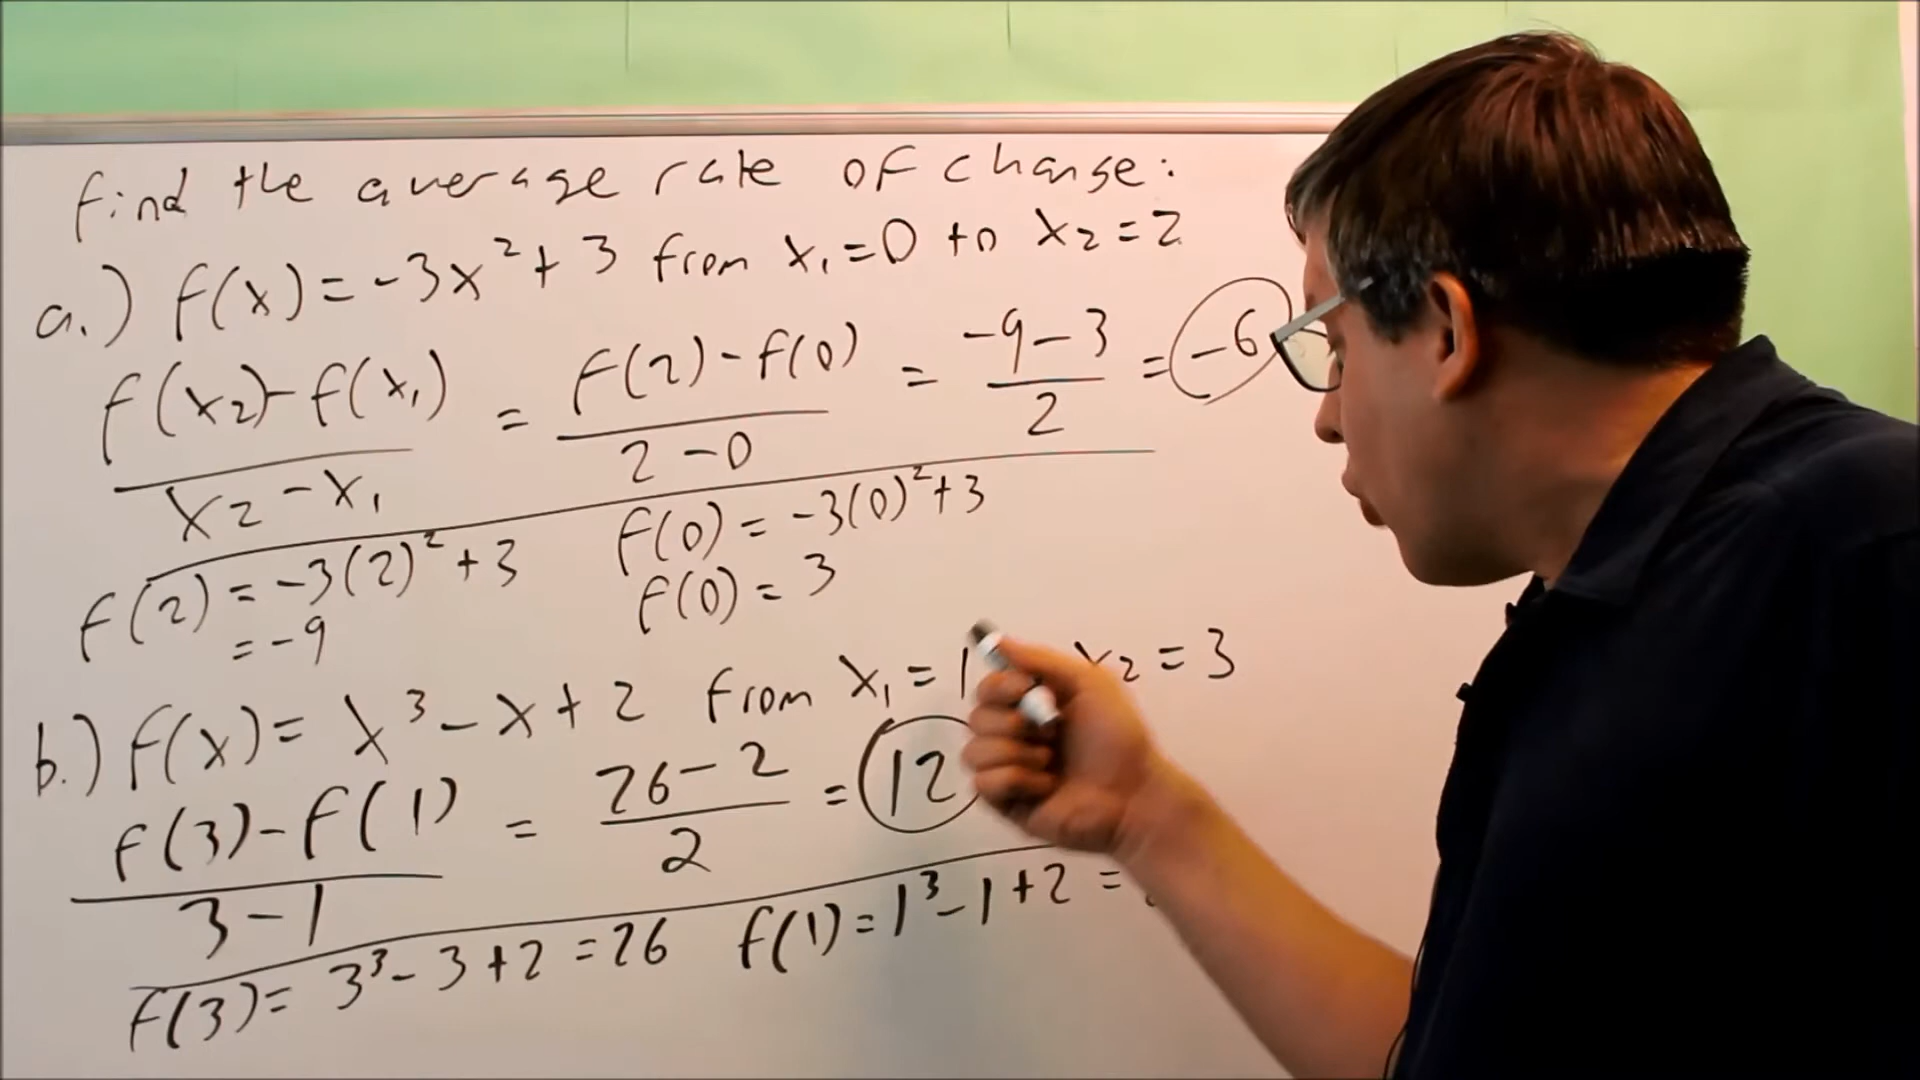 Find the average rate of change:
a.) f(x) = -3x² + 3 from x₁ = 0 to x₂ = 2
f(x₂) - f(x₁) / x₂ - x₁ = f(2) - f(0) / 2 - 0 = -9 - 3 / 2 = -6
f(2) = -3(2)² + 3
= -9
f(0) = -3(0)² + 3
f(0) = 3
b.) f(x) = x³ - x + 2 from x₁ = 1 x₂ = 3
f(3) - f(1) / 3 - 1 = 26 - 2 / 2 = 12
f(3) = 3³ - 3 + 2 = 26 f(1) = 1³ - 1 + 2 =